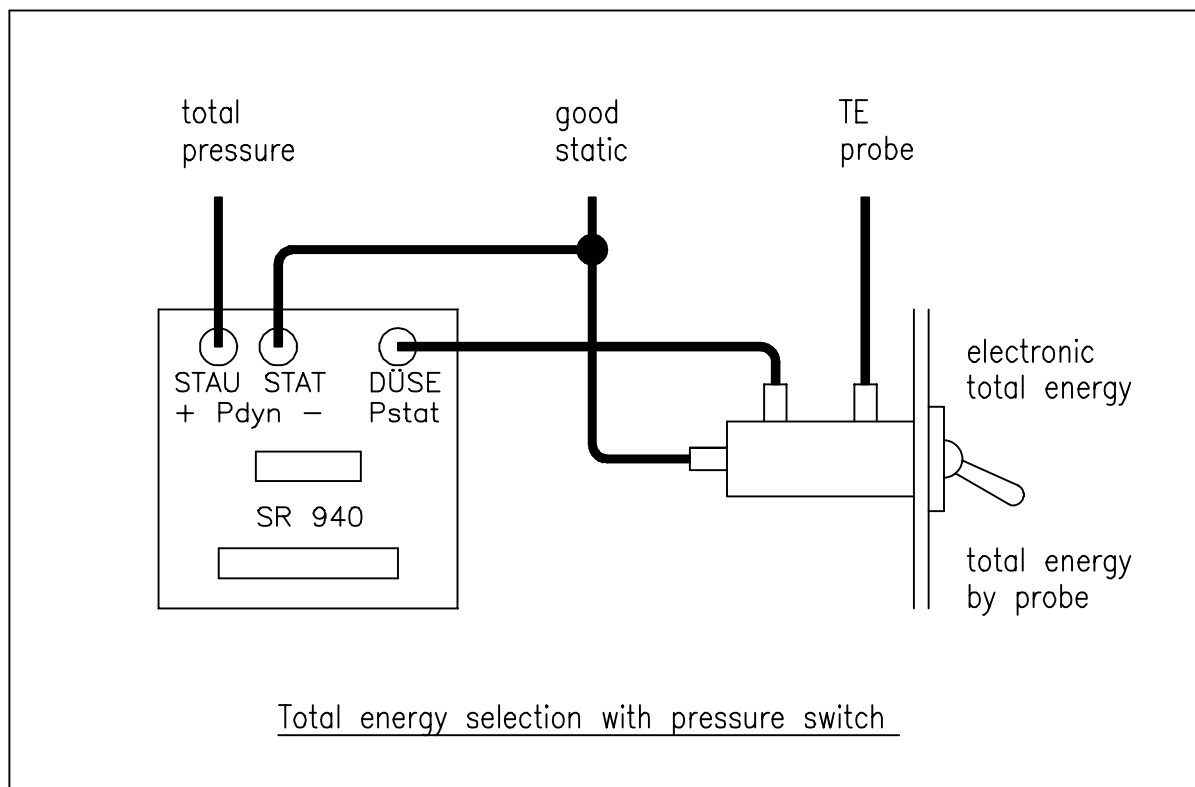 total
pressure
good
static
TE
probe
STAU STAT DÜSE
+ Pdyn − Pstat
SR 940
electronic
total energy
total energy
by probe
Total energy selection with pressure switch